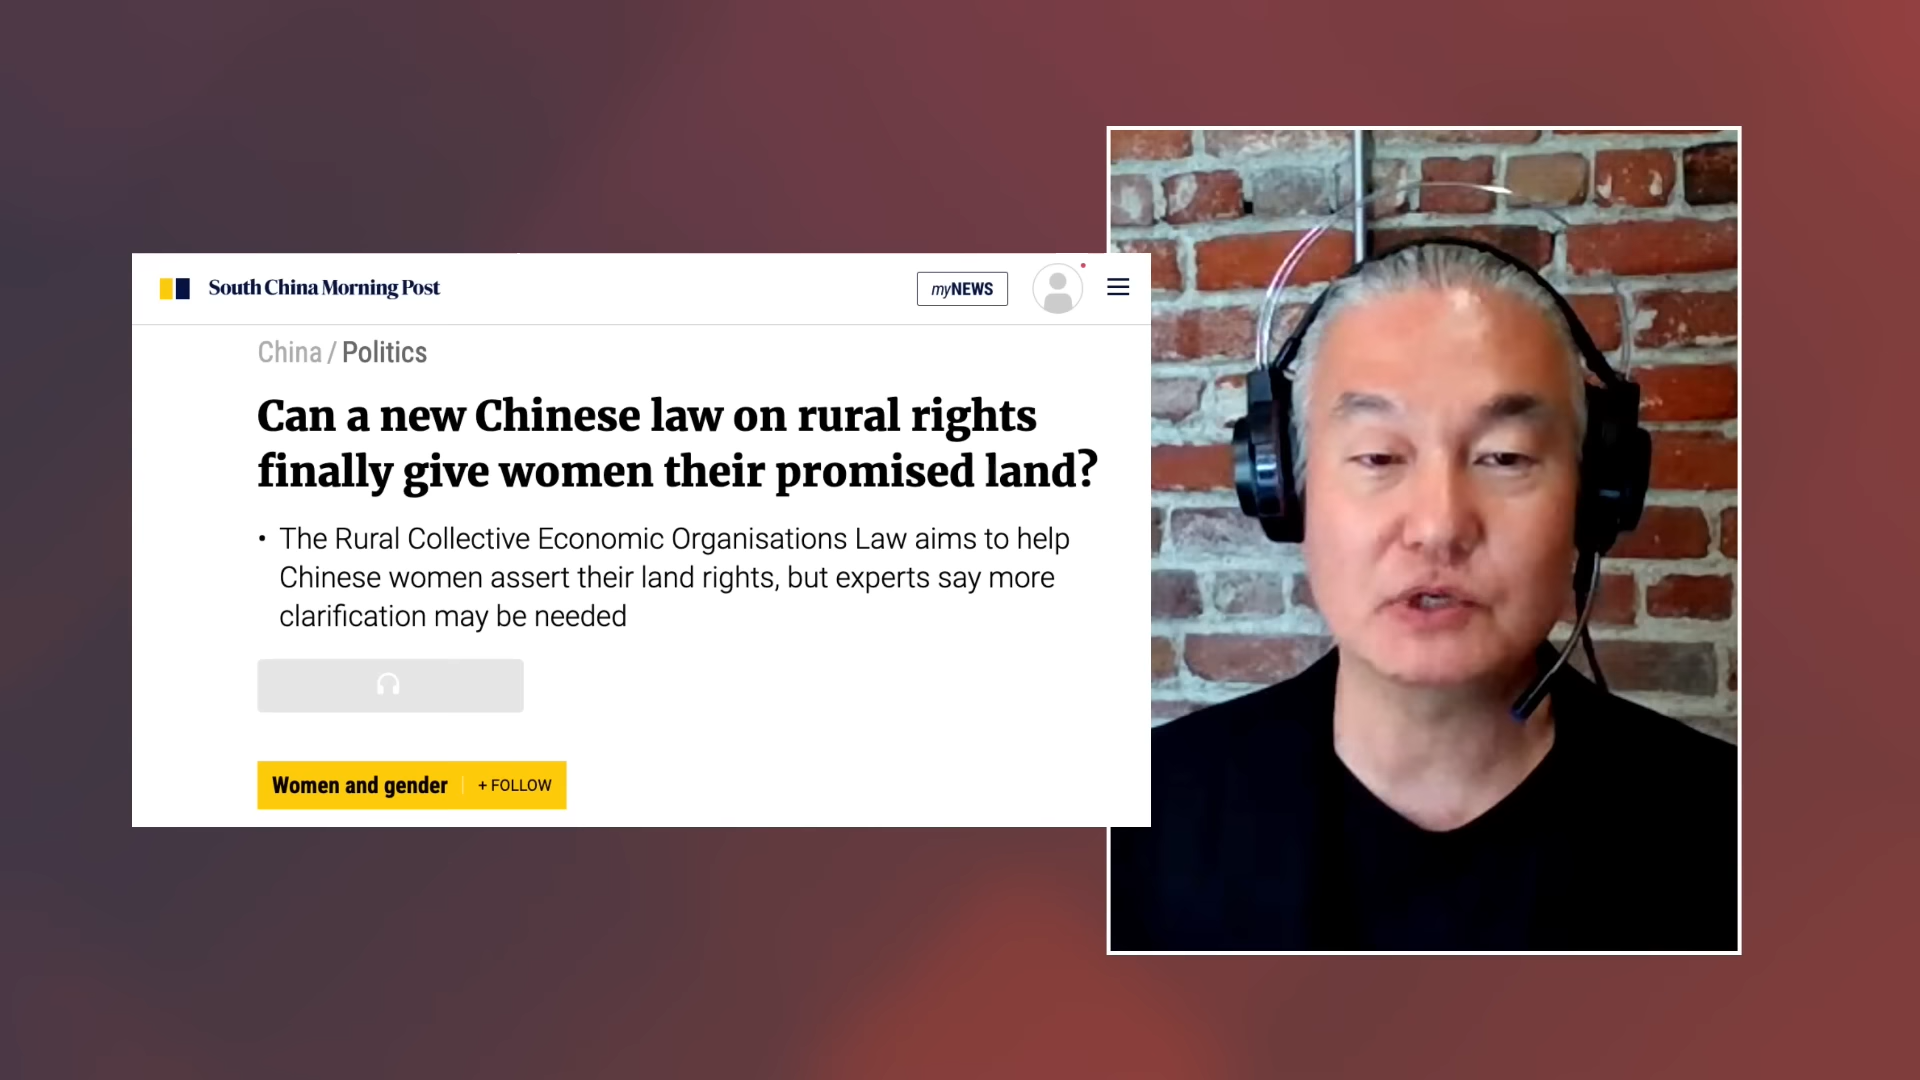 South China Morning Post
myNEWS
China / Politics
Can a new Chinese law on rural rights
finally give women their promised land?
• The Rural Collective Economic Organisations Law aims to help
Chinese women assert their land rights, but experts say more
clarification may be needed
Women and gender + FOLLOW